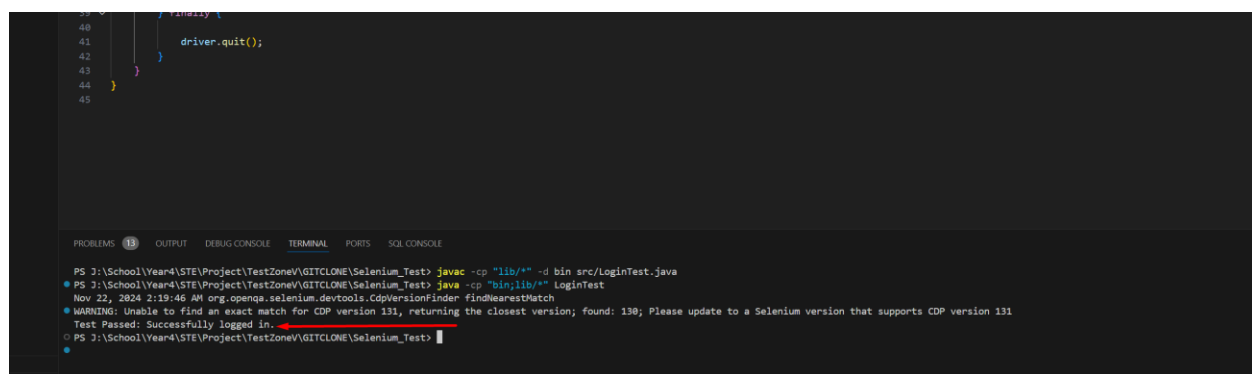 39 } finally {
40
41 driver.quit();
42 }
43 }
44 }
45
PROBLEMS 13 OUTPUT DEBUG CONSOLE TERMINAL PORTS SQL CONSOLE
PS J:\School\Year4\STE\Project\TestZoneV\GITCLONE\Selenium_Test> javac -cp "lib/*" -d bin src/LoginTest.java
PS J:\School\Year4\STE\Project\TestZoneV\GITCLONE\Selenium_Test> java -cp "bin;lib/*" LoginTest
Nov 22, 2024 2:19:46 AM org.openqa.selenium.devtools.CdpVersionFinder findNearestMatch
WARNING: Unable to find an exact match for CDP version 131, returning the closest version; found: 130; Please update to a Selenium version that supports CDP version 131
Test Passed: Successfully logged in.
PS J:\School\Year4\STE\Project\TestZoneV\GITCLONE\Selenium_Test>